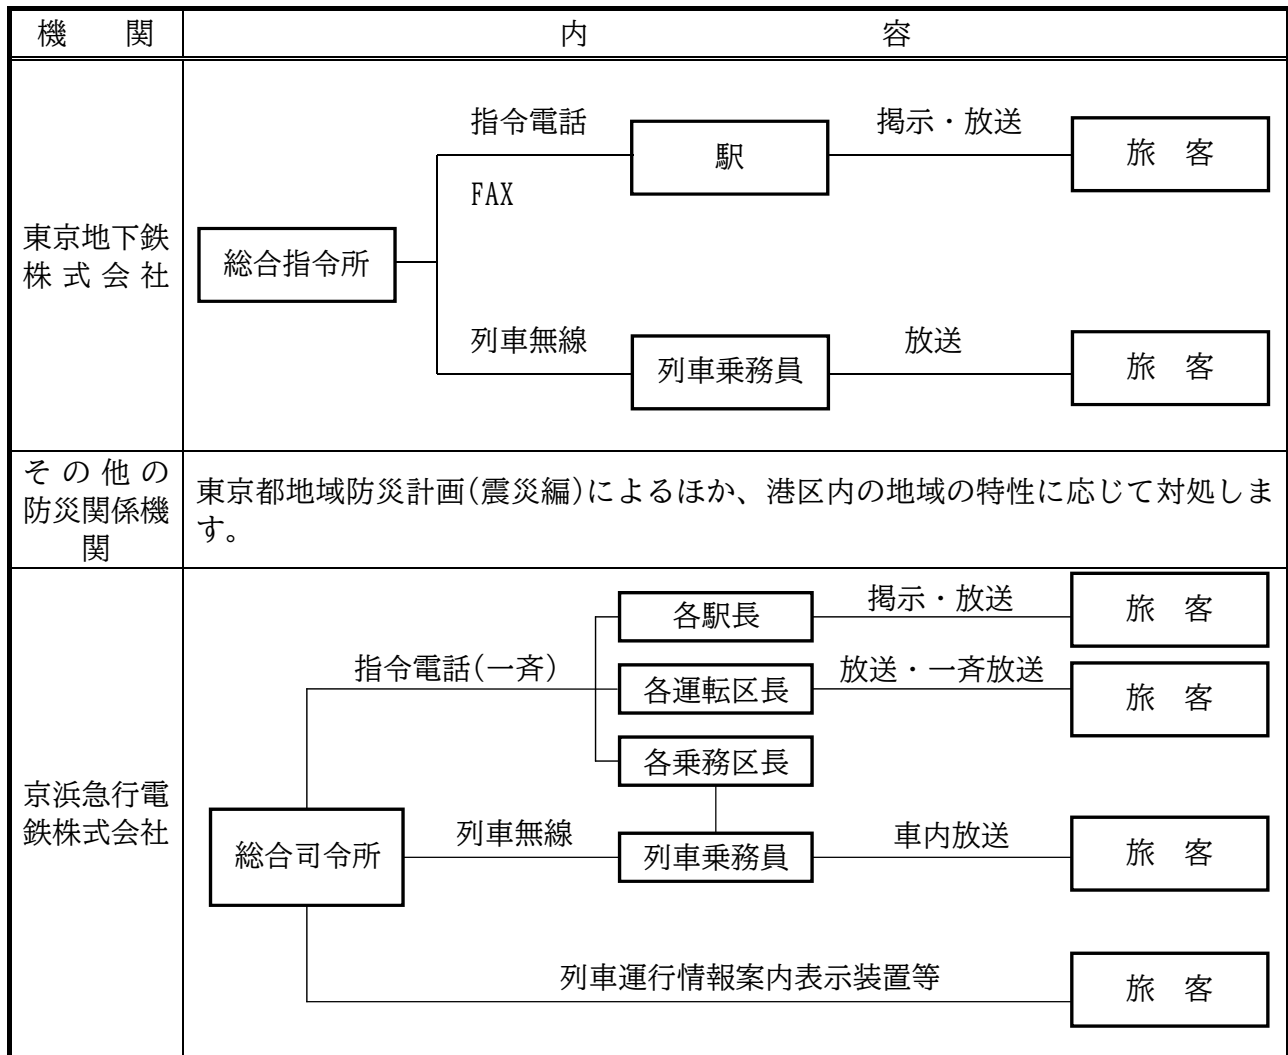 機　関　内　容
東京地下鉄
株式会社
指令電話
FAX
駅
掲示・放送
旅　客
総合指令所
列車無線
列車乗務員
放送
旅　客
その他の
防災関係機
関
東京都地域防災計画(震災編)によるほか、港区内の地域の特性に応じて対処しま
す。
京浜急行電
鉄株式会社
指令電話(一斉)
各駅長
掲示・放送
旅　客
各運転区長
放送・一斉放送
旅　客
各乗務区長
総合司令所
列車無線
列車乗務員
車内放送
旅　客
列車運行情報案内表示装置等
旅　客